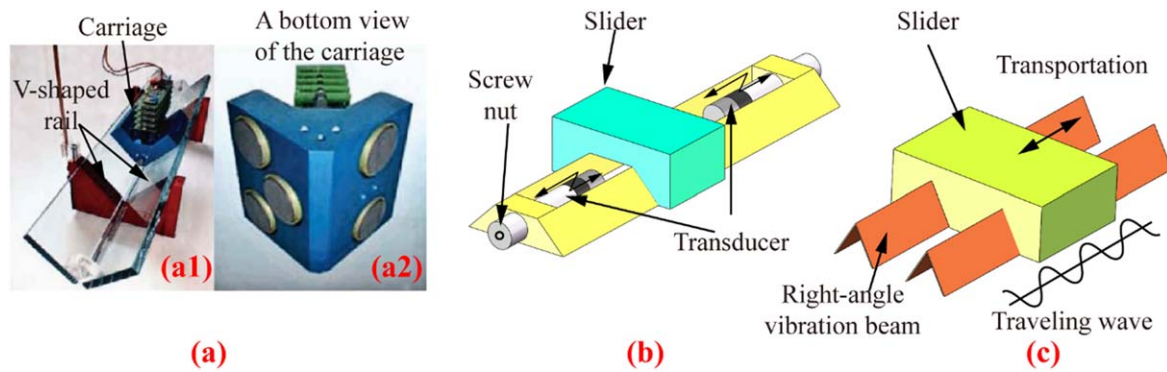 Carriage
V-shaped
rail
(a1)
A bottom view
of the carriage
(a2)
(a)
Slider
Screw
nut
Transducer
(b)
Slider
Transportation
Right-angle
vibration beam
Traveling wave
(c)